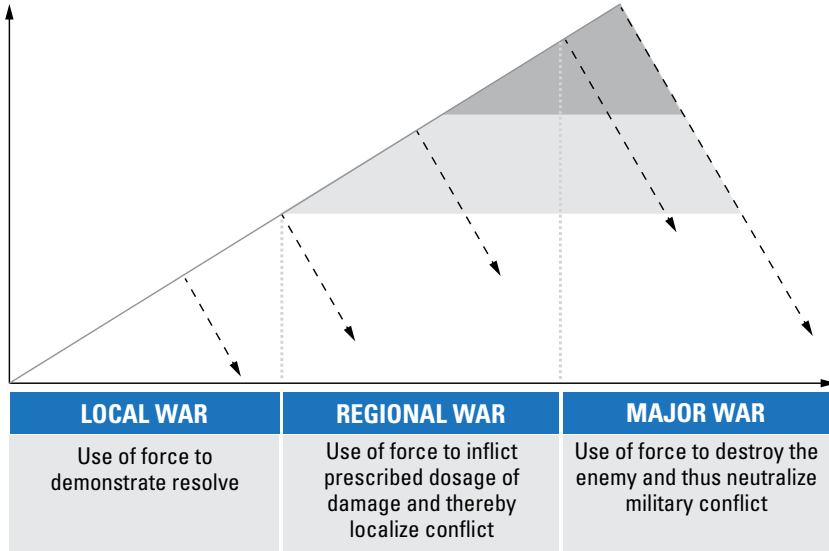 LOCAL WAR
Use of force to
demonstrate resolve
REGIONAL WAR
Use of force to inflict
prescribed dosage of
damage and thereby
localize conflict
MAJOR WAR
Use of force to destroy the
enemy and thus neutralize
military conflict